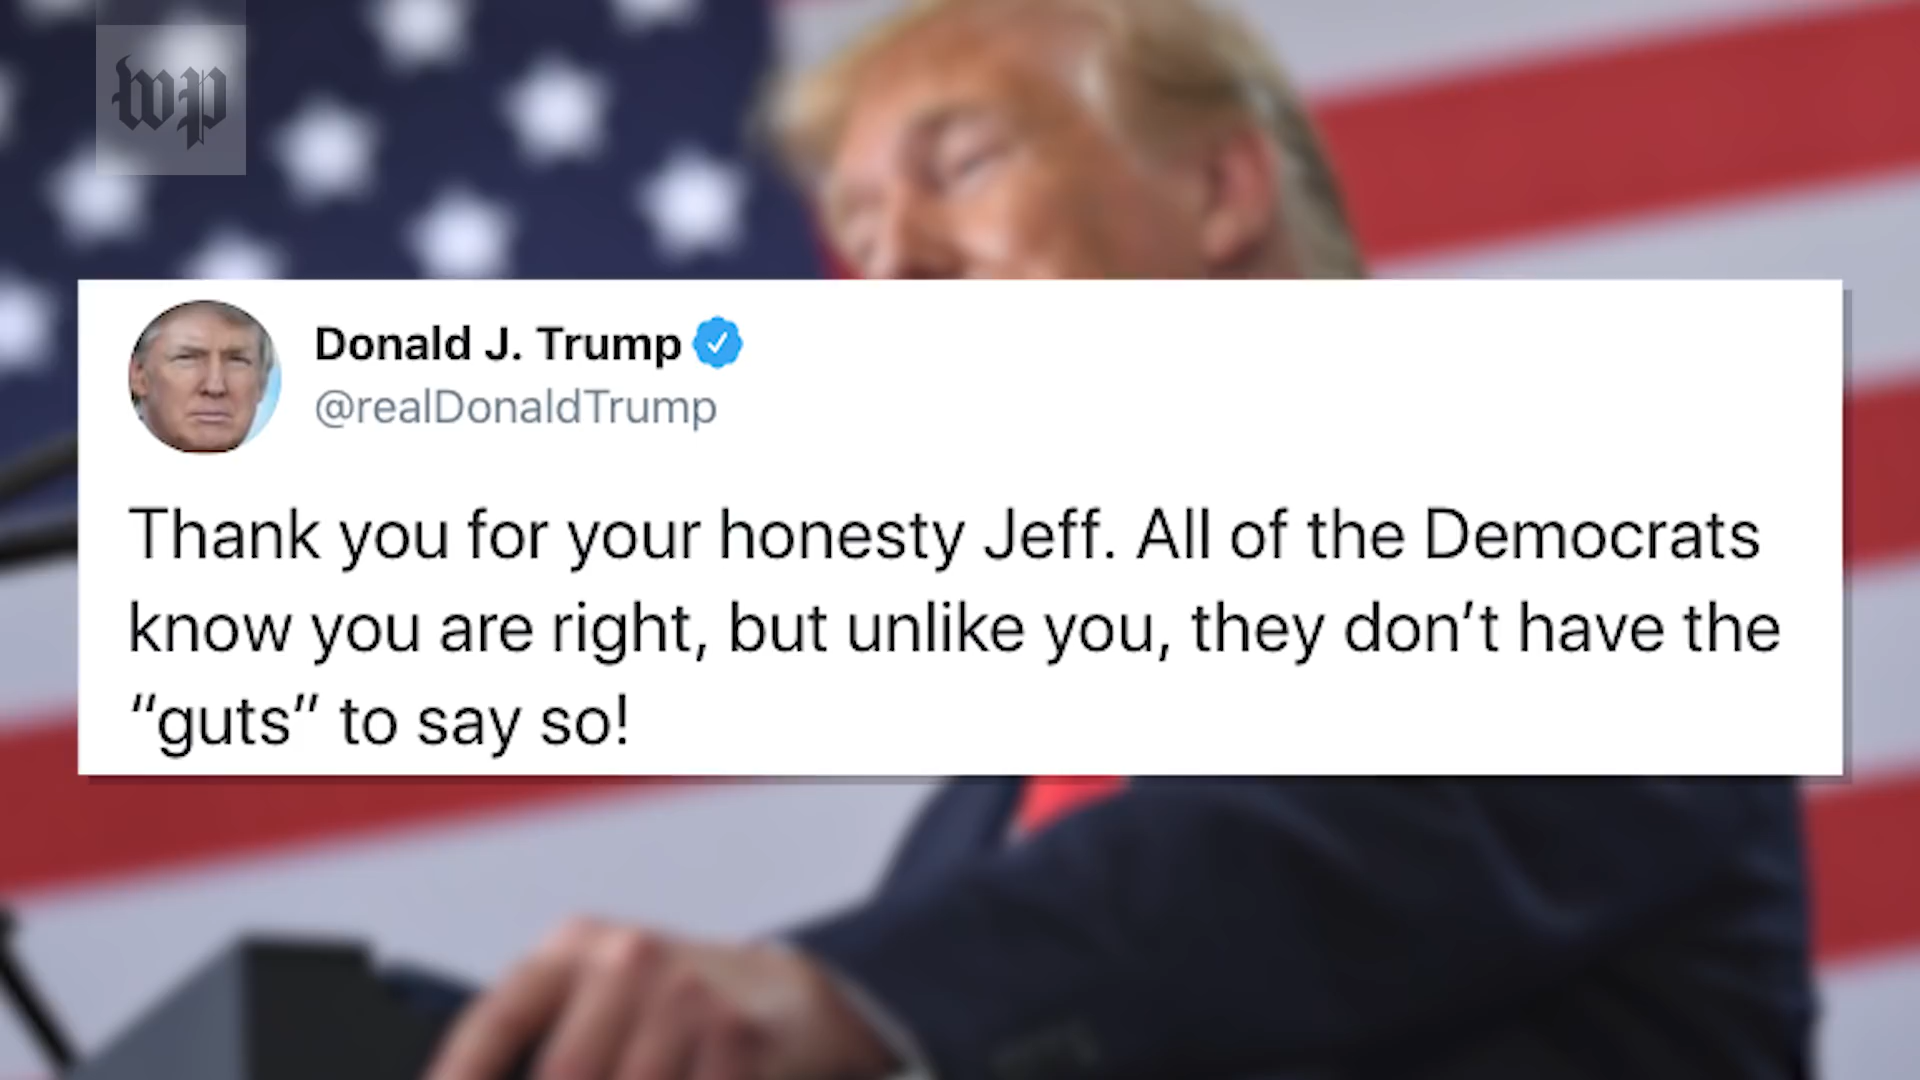 wp
Donald J. Trump
@realDonaldTrump
Thank you for your honesty Jeff. All of the Democrats
know you are right, but unlike you, they don’t have the
“guts” to say so!